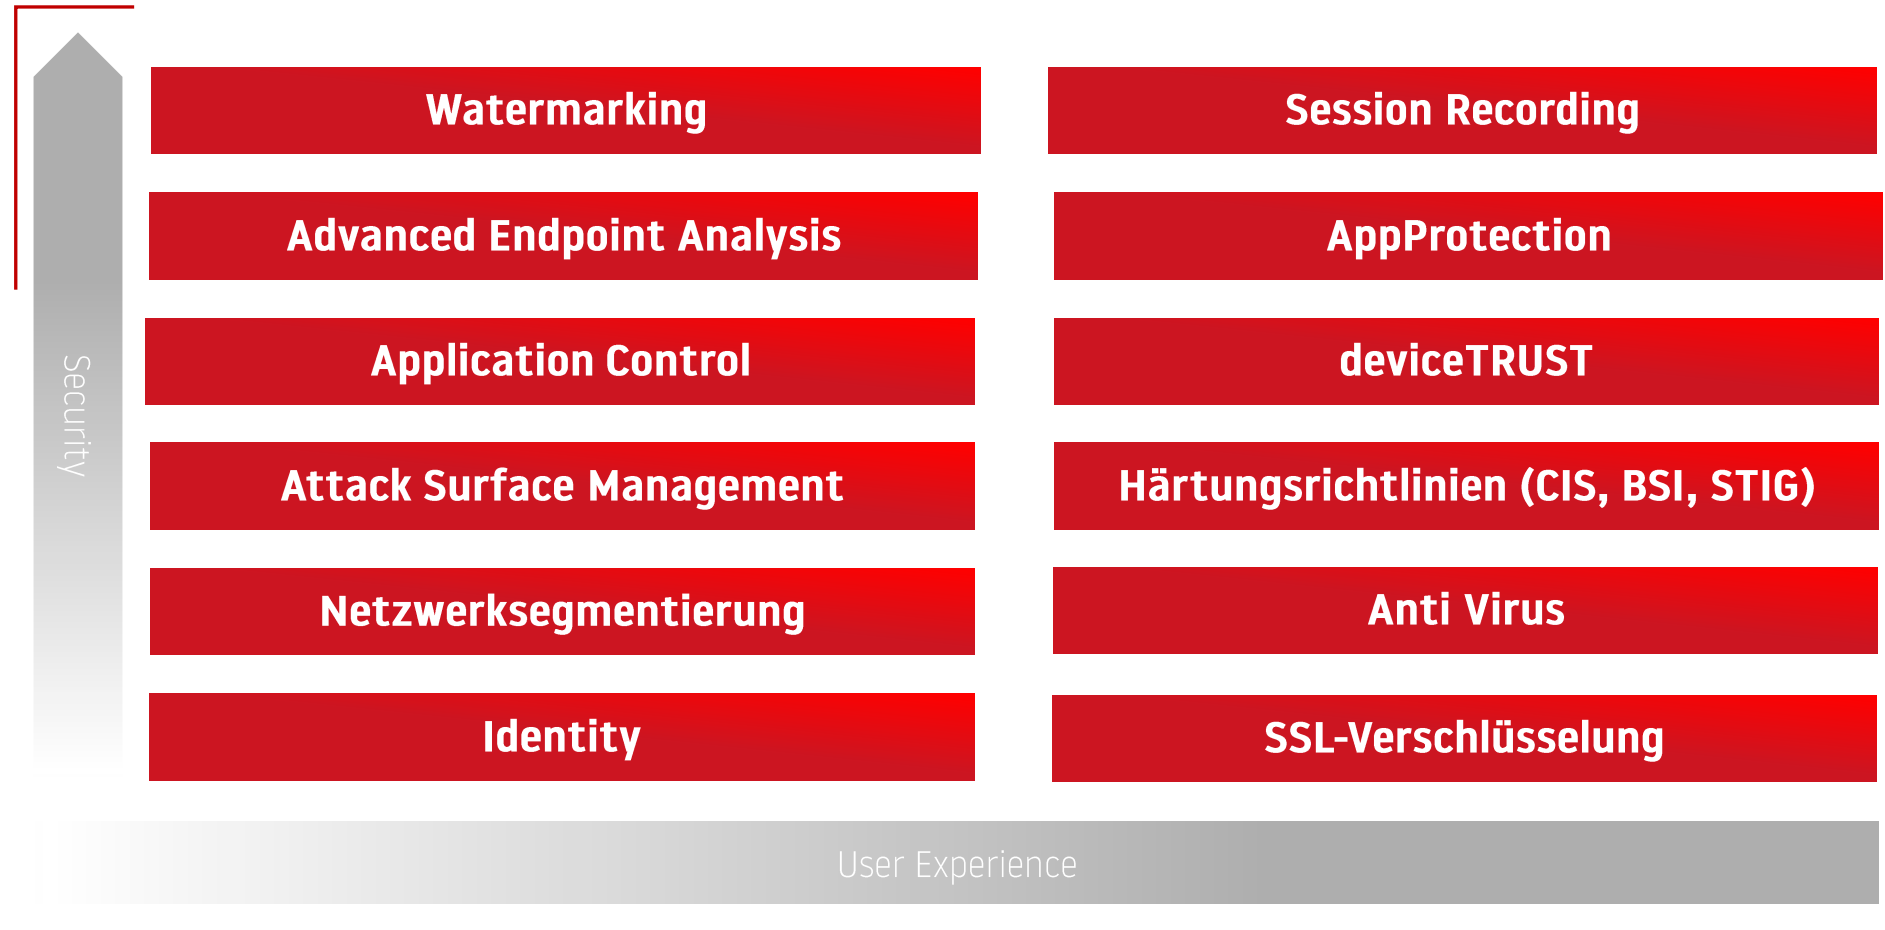 Watermarking
Session Recording
Advanced Endpoint Analysis
AppProtection
Application Control
deviceTRUST
Security
Attack Surface Management
Härtungsrichtlinien (CIS, BSI, STIG)
Netzwerksegmentierung
Anti Virus
Identity
SSL-Verschlüsselung
User Experience